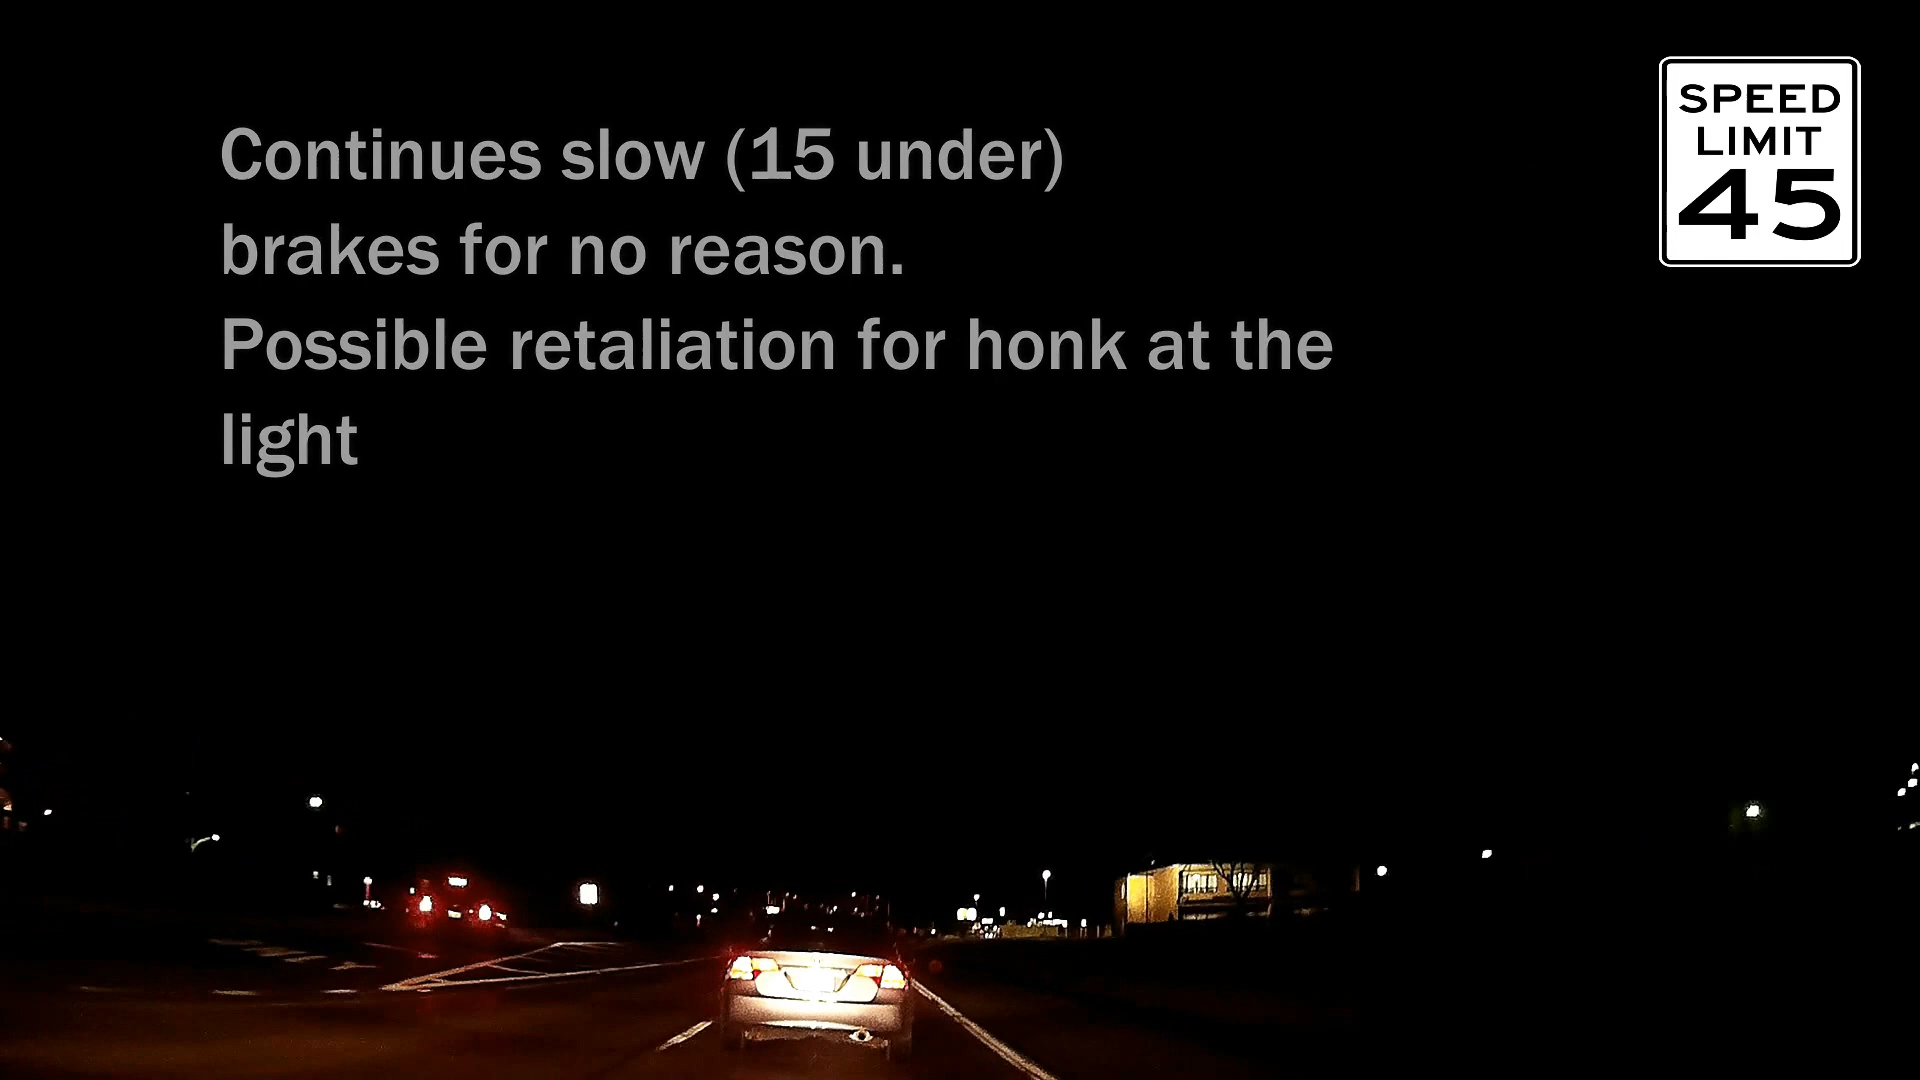 Continues slow (15 under)
brakes for no reason.
Possible retaliation for honk at the
light
SPEED
LIMIT
45